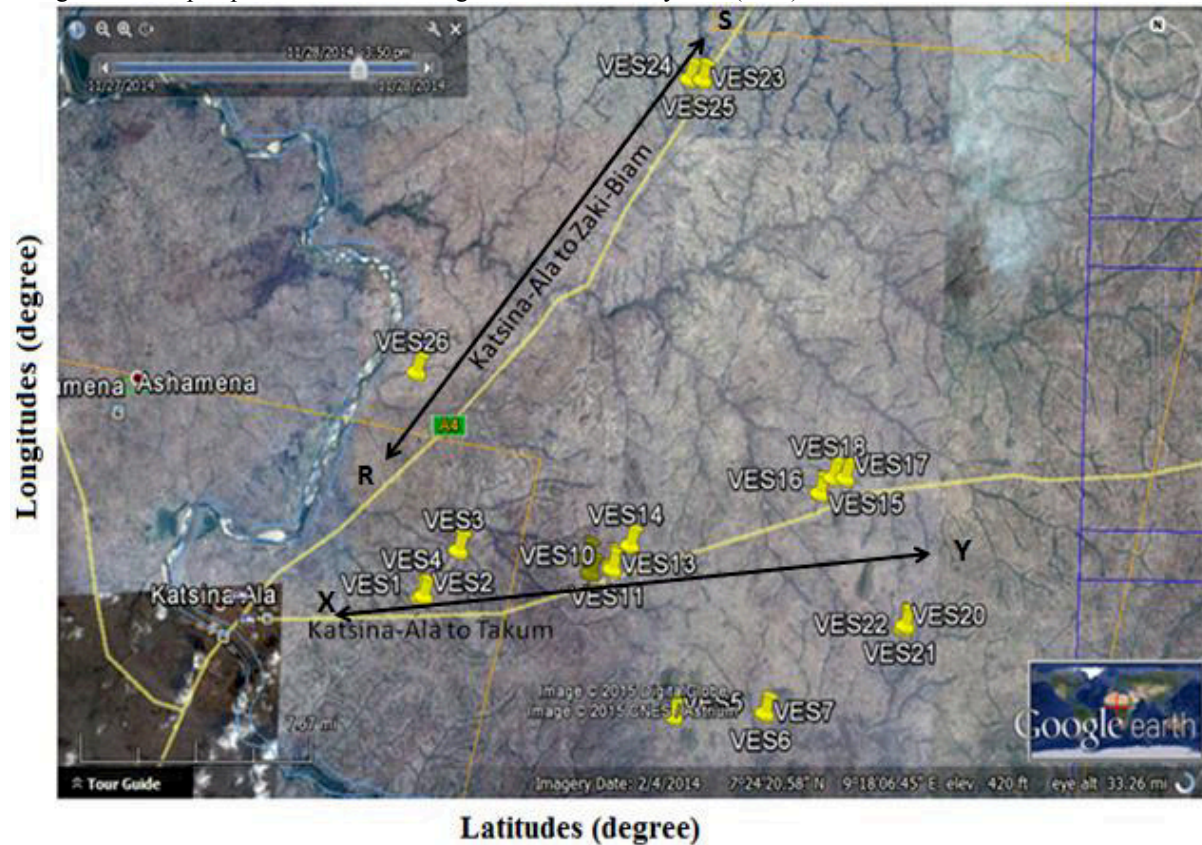 S
11/28/2014 3:50 pm
11/27/2014
11/28/2014
N
VES24
VES23
VES25
Katsina-Ala to Zaki-Biam
VES26
Ashamena
A4
R
VES18
VES17
VES16
VES15
VES3
VES14
VES4
VES10
VES13
VES1
VES2
VES11
Y
Katsina-Ala
X
Katsina-Ala to Takum
VES20
VES22
VES21
Image © 2015 DigitalGlobe
Image © 2015 CNES / Astrium
VES5
VES7
VES6
7.67 mi
Google earth
Tour Guide
Imagery Date: 2/4/2014 7°24'20.58" N 9°18'06.45" E elev 420 ft eye alt 33.26 mi
Longitudes (degree)
Latitudes (degree)